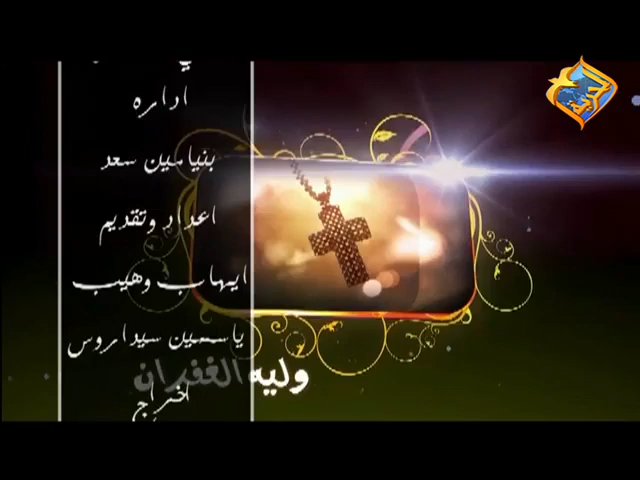 اداره
بنيامين سعد
اعداد وتقديم
ايهاب وهيب
ياسمين سيداروس
وليه الغفران
اخراج